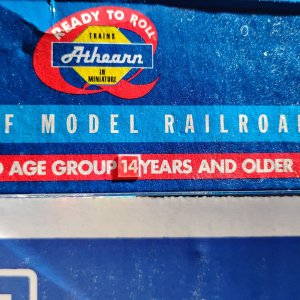 READY TO ROLL
TRAINS
Athearn
IN
MINIATURE
F MODEL RAILROA
AGE GROUP 14 YEARS AND OLDER